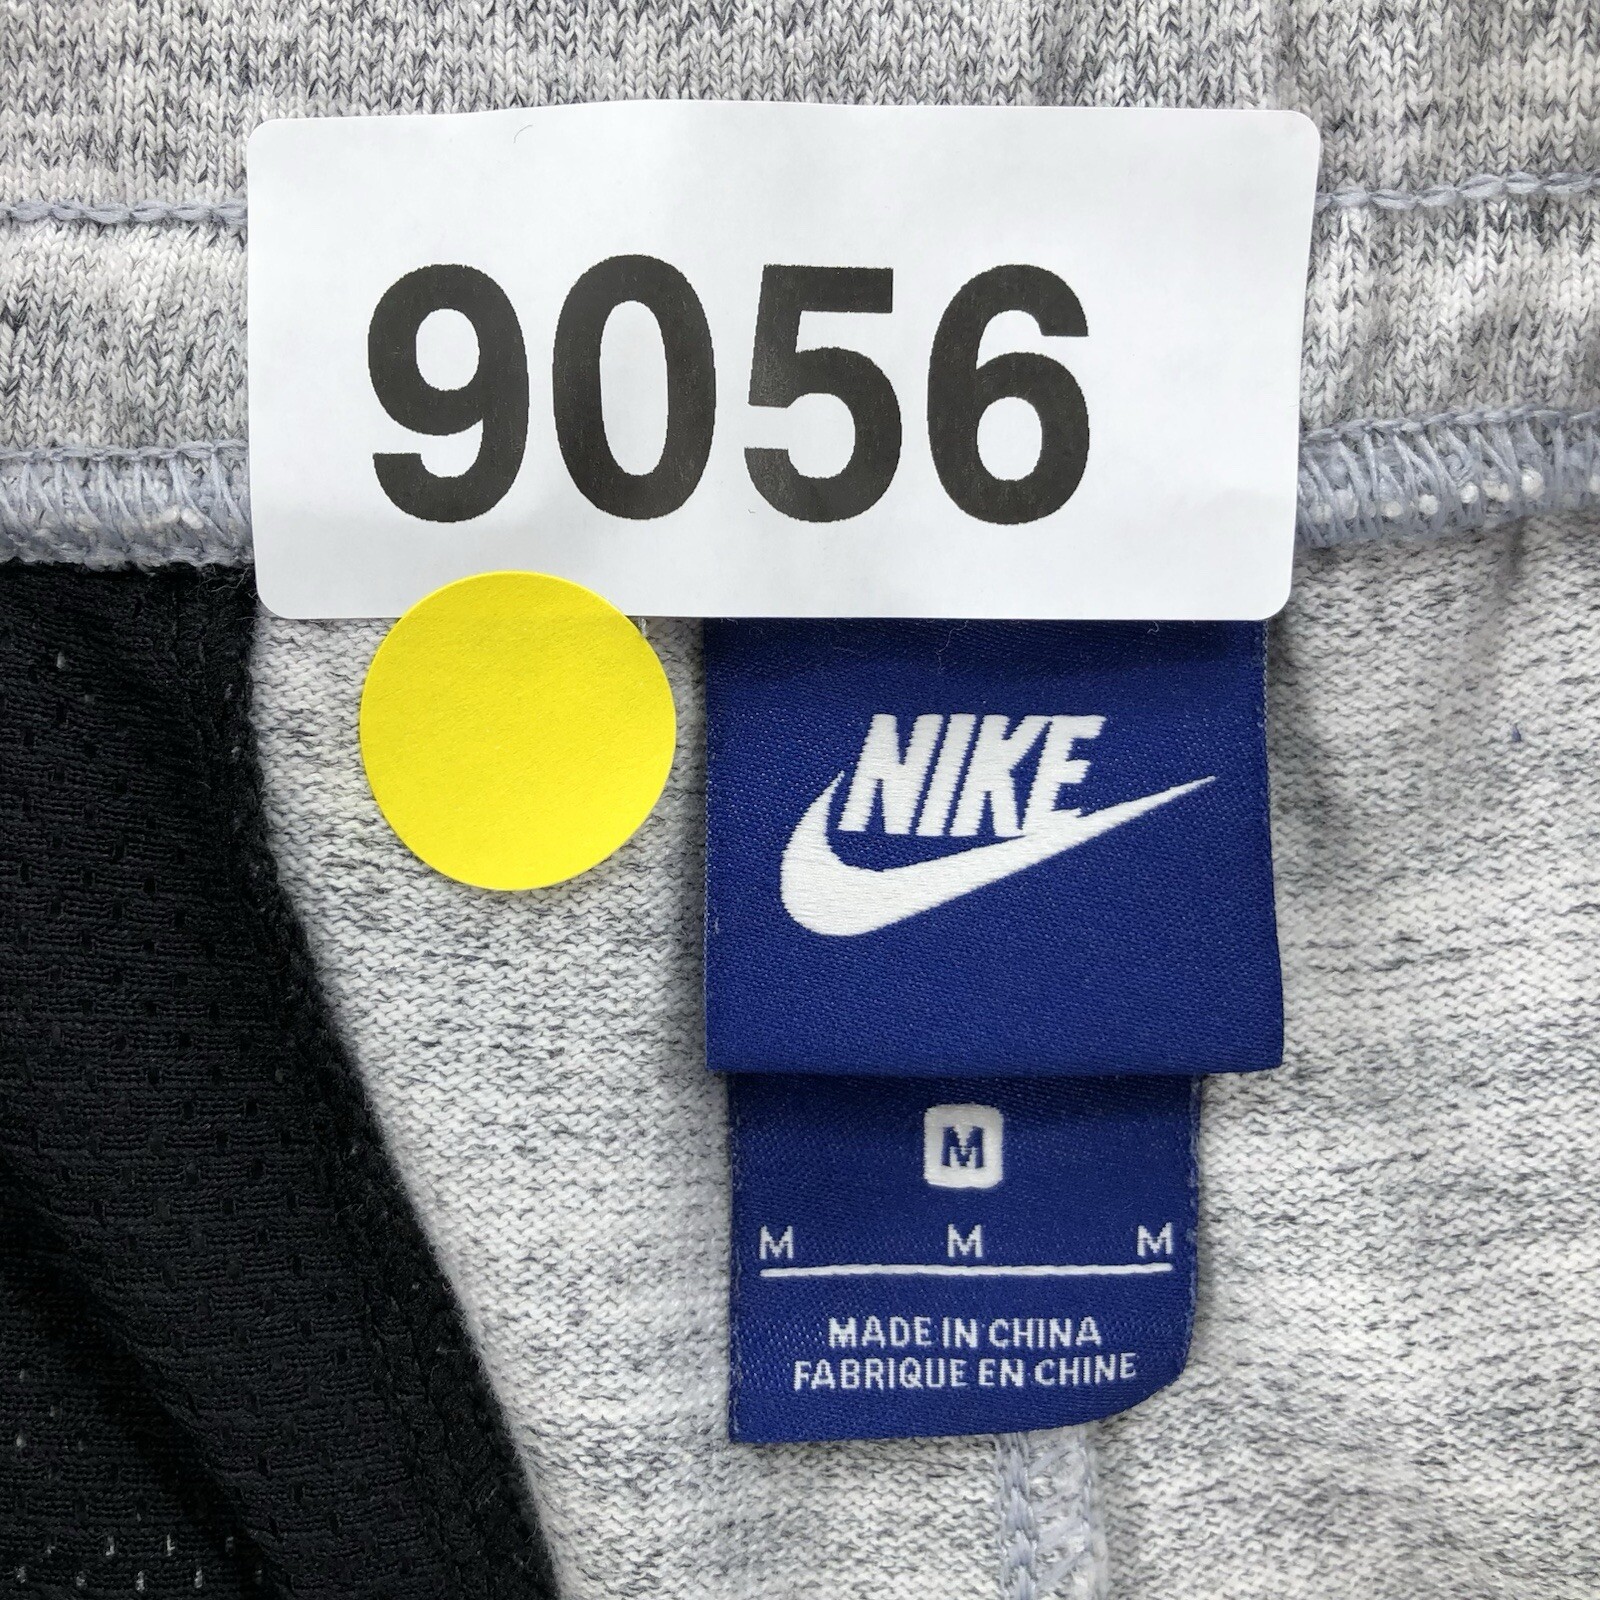 9056
NIKE
M
M M M
MADE IN CHINA
FABRIQUE EN CHINE